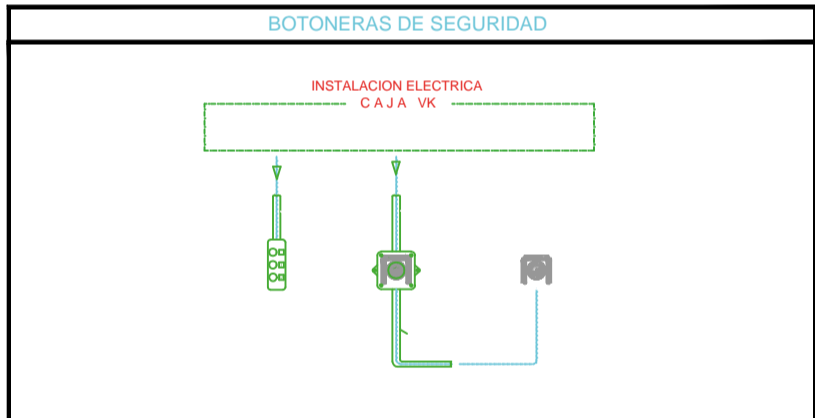 BOTONERAS DE SEGURIDAD
INSTALACION ELECTRICA
C A J A   VK